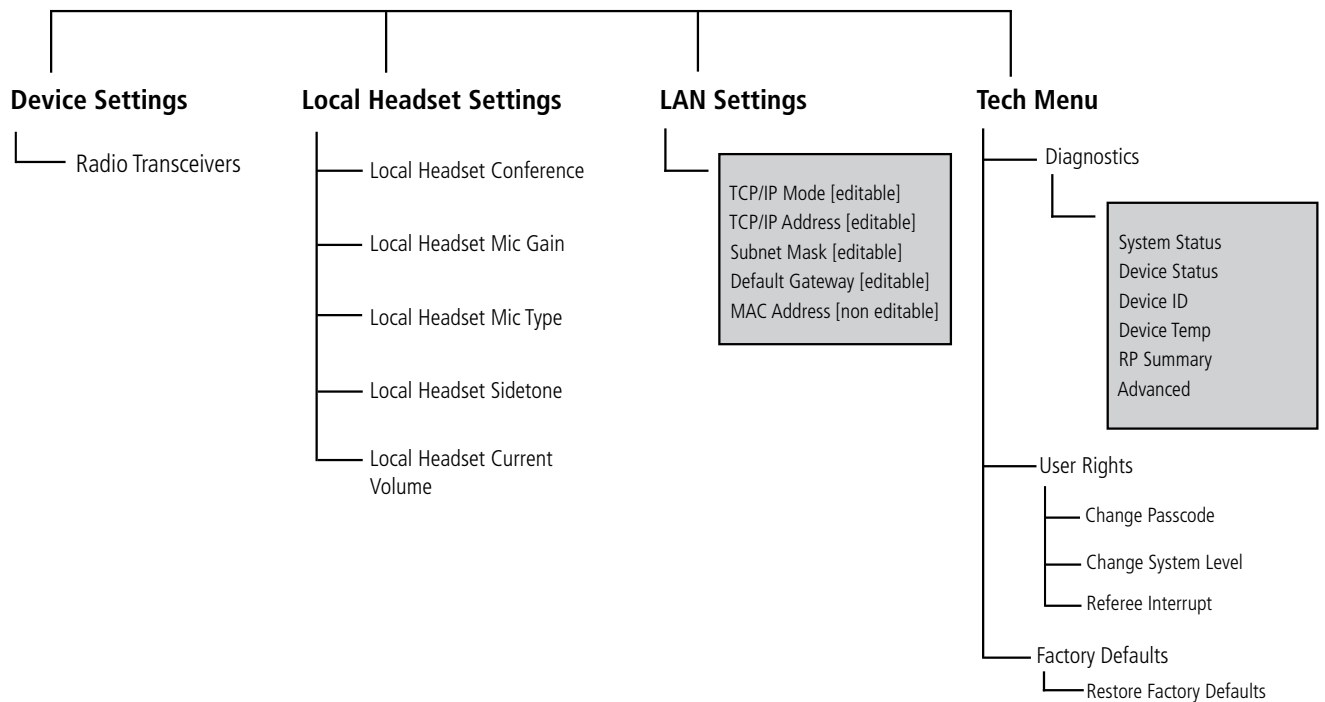 Device Settings
Radio Transceivers
Local Headset Settings
Local Headset Conference
Local Headset Mic Gain
Local Headset Mic Type
Local Headset Sidetone
Local Headset Current
Volume
LAN Settings
TCP/IP Mode [editable]
TCP/IP Address [editable]
Subnet Mask [editable]
Default Gateway [editable]
MAC Address [non editable]
Tech Menu
Diagnostics
System Status
Device Status
Device ID
Device Temp
RP Summary
Advanced
User Rights
Change Passcode
Change System Level
Referee Interrupt
Factory Defaults
Restore Factory Defaults